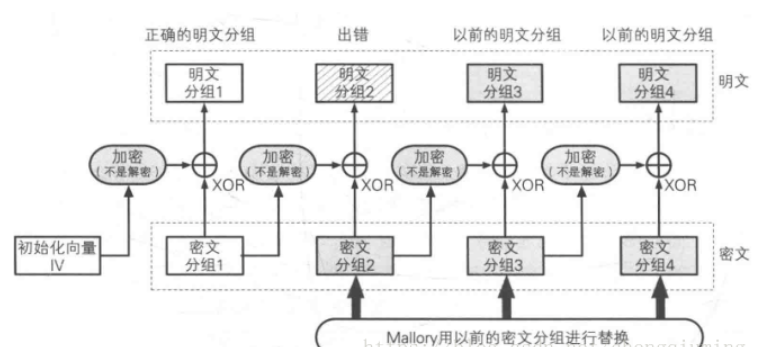 正确的明文分组 出错 以前的明文分组 以前的明文分组
明文
分组1
明文
分组2
明文
分组3
明文
分组4
明文
加密
(不是解密)
XOR
加密
(不是解密)
XOR
加密
(不是解密)
XOR
加密
(不是解密)
XOR
初始化向量
IV
密文
分组1
密文
分组2
密文
分组3
密文
分组4
密文
Mallory用以前的密文分组进行替换